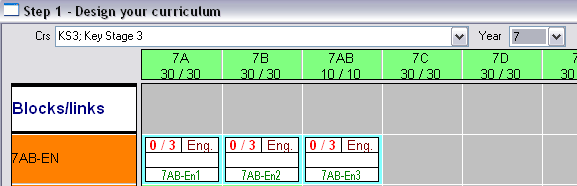 Step 1 - Design your curriculum
Crs KS3; Key Stage 3 Year 7
7A 7B 7AB 7C 7D
30 / 30 30 / 30 10 / 10 30 / 30 30 / 30
Blocks/links
7AB-EN
0 / 3 Eng. 0 / 3 Eng. 0 / 3 Eng.
7AB-En1 7AB-En2 7AB-En3